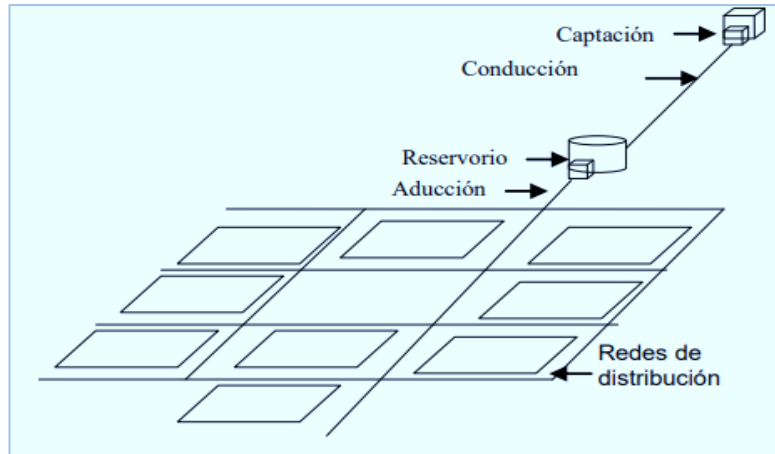 Captación
Conducción
Reservorio
Aducción
Redes de
distribución